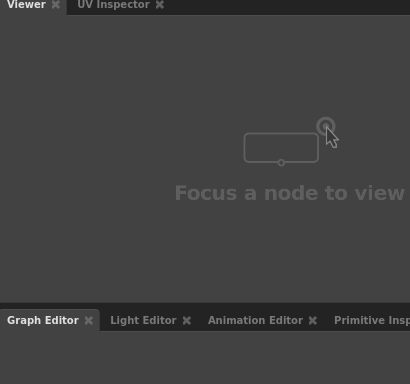 Viewer UV Inspector
Focus a node to view
Graph Editor Light Editor Animation Editor Primitive Insp